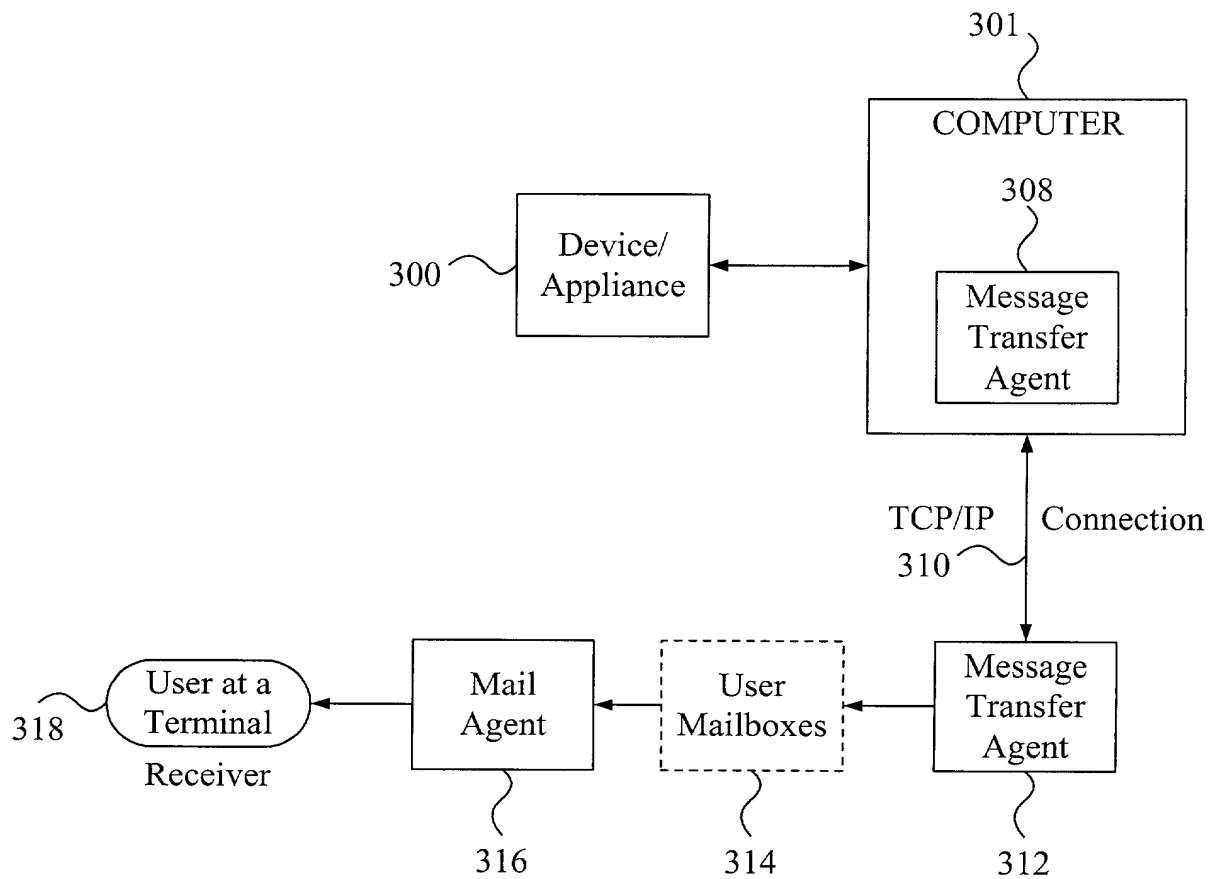 301
COMPUTER
308
Message
Transfer
Agent
Device/
Appliance
300
TCP/IP Connection
310
Message
Transfer
Agent
312
User
Mailboxes
314
Mail
Agent
316
User at a
Terminal
318
Receiver